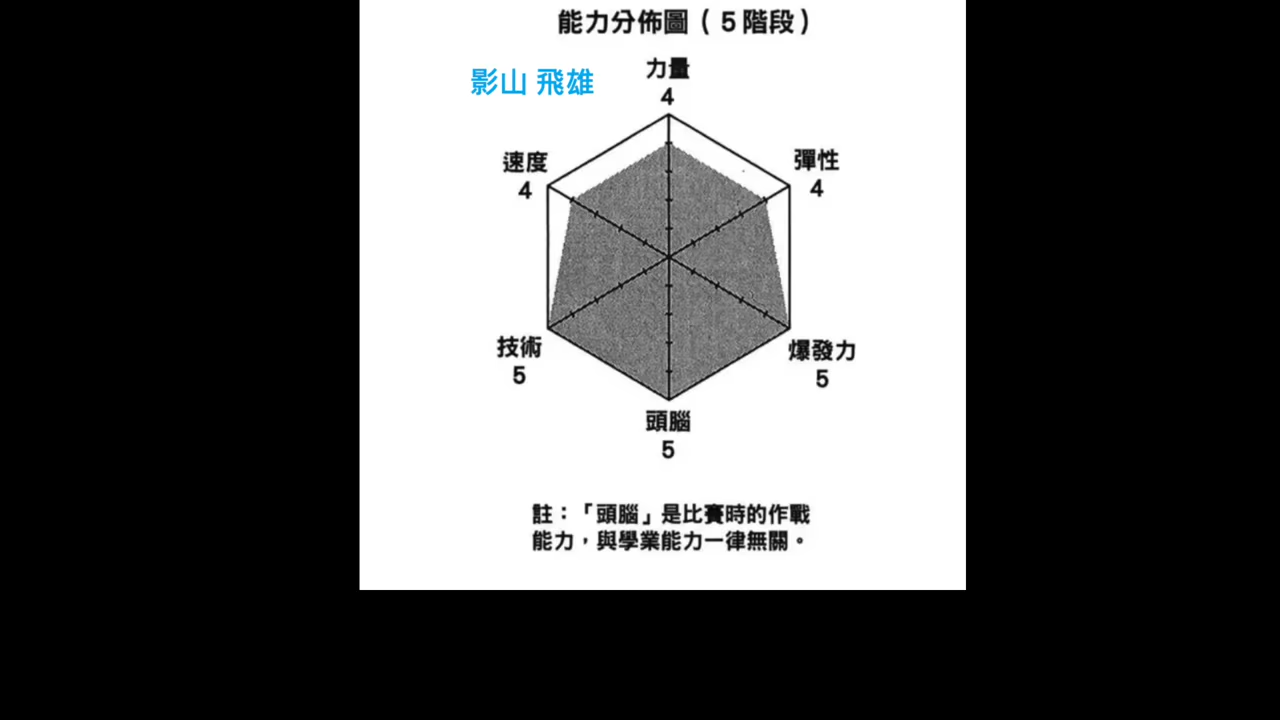 能力分佈圖（5階段）
影山 飛雄
力量
4
速度
4
彈性
4
技術
5
爆發力
5
頭腦
5
註：「頭腦」是比賽時的作戰
能力，與學業能力一律無關。